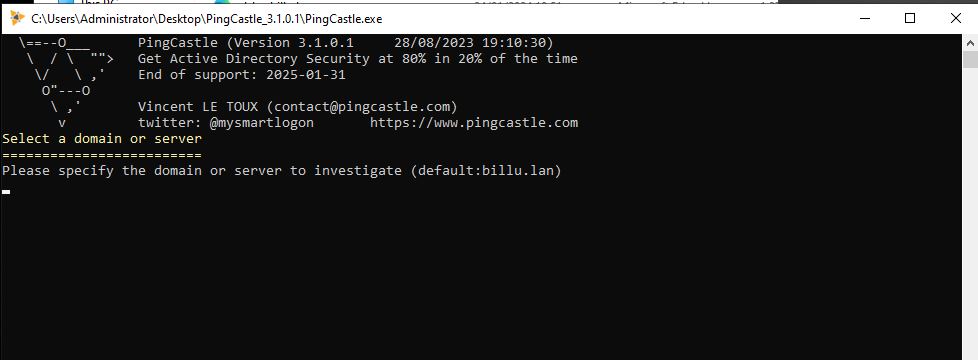 C:\Users\Administrator\Desktop\PingCastle_3.1.0.1\PingCastle.exe
\==--O___      PingCastle (Version 3.1.0.1     28/08/2023 19:10:30)
\  / \  "">   Get Active Directory Security at 80% in 20% of the time
\/   \ ,'    End of support: 2025-01-31
O"---O
\ ,'      Vincent LE TOUX (contact@pingcastle.com)
v         twitter: @mysmartlogon       https://www.pingcastle.com
Select a domain or server
=========================
Please specify the domain or server to investigate (default:billu.lan)